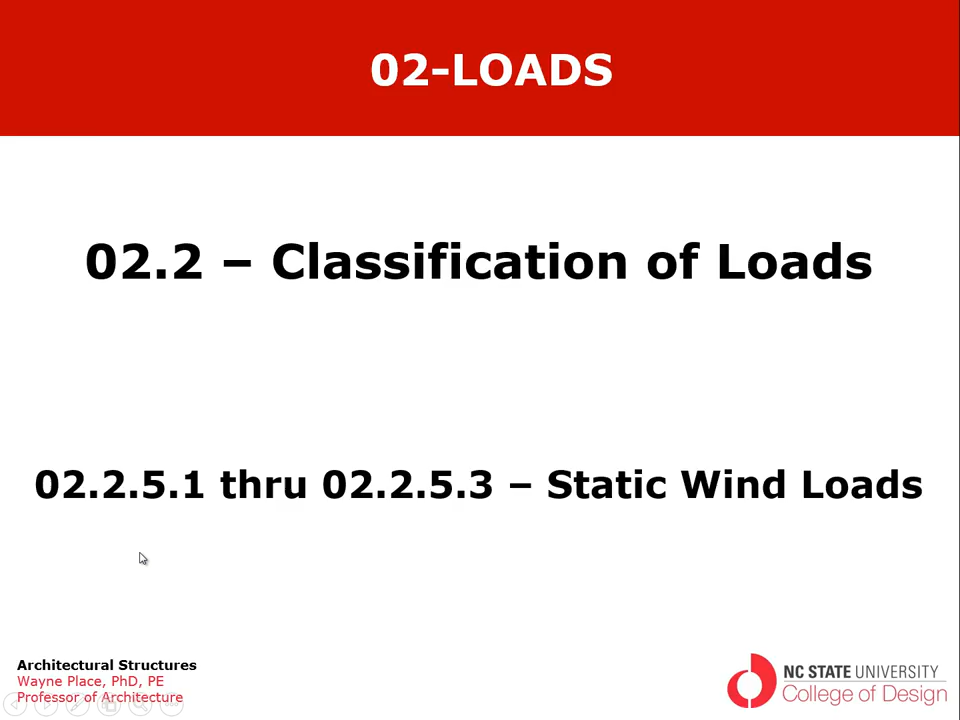 02-LOADS
02.2 – Classification of Loads
02.2.5.1 thru 02.2.5.3 – Static Wind Loads
Architectural Structures
Wayne Place, PhD, PE
Professor of Architecture
NC STATE UNIVERSITY
College of Design